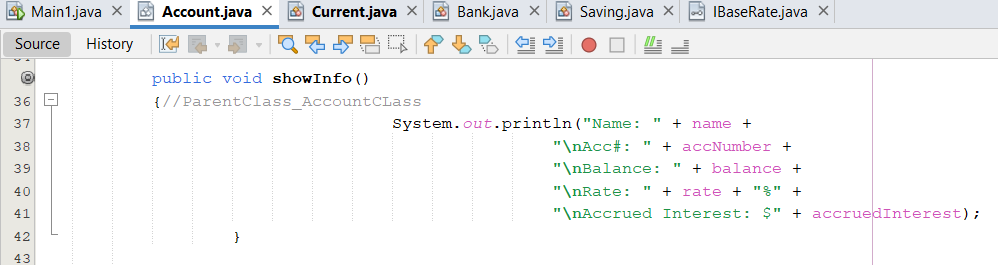 Main1.java Account.java Current.java Bank.java Saving.java IBaseRate.java
Source History
public void showInfo()
36 {//ParentClass_AccountCLass
37 System.out.println("Name: " + name +
38 "\nAcc#: " + accNumber +
39 "\nBalance: " + balance +
40 "\nRate: " + rate + "%" +
41 "\nAccrued Interest: $" + accruedInterest);
42 }
43